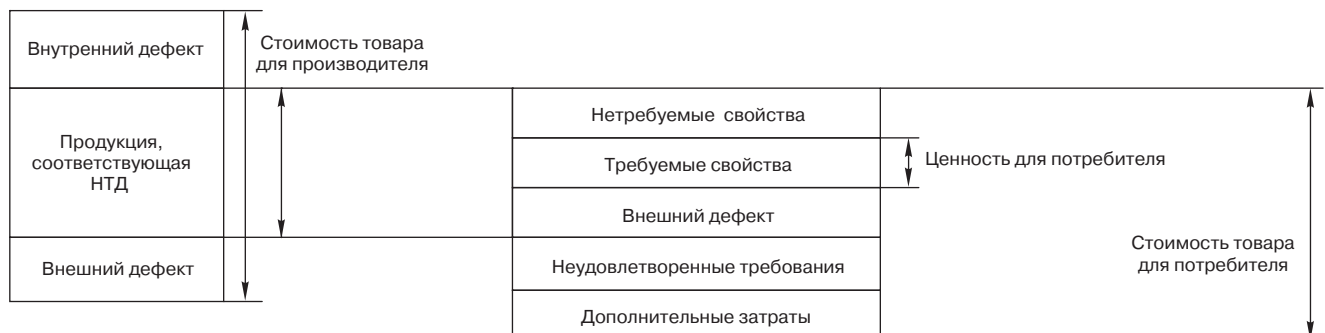 Внутренний дефект
Стоимость товара
для производителя
Продукция,
соответствующая
НТД
Внешний дефект
Нетребуемые свойства
Требуемые свойства
Внешний дефект
Неудовлетворенные требования
Дополнительные затраты
Ценность для потребителя
Стоимость товара
для потребителя